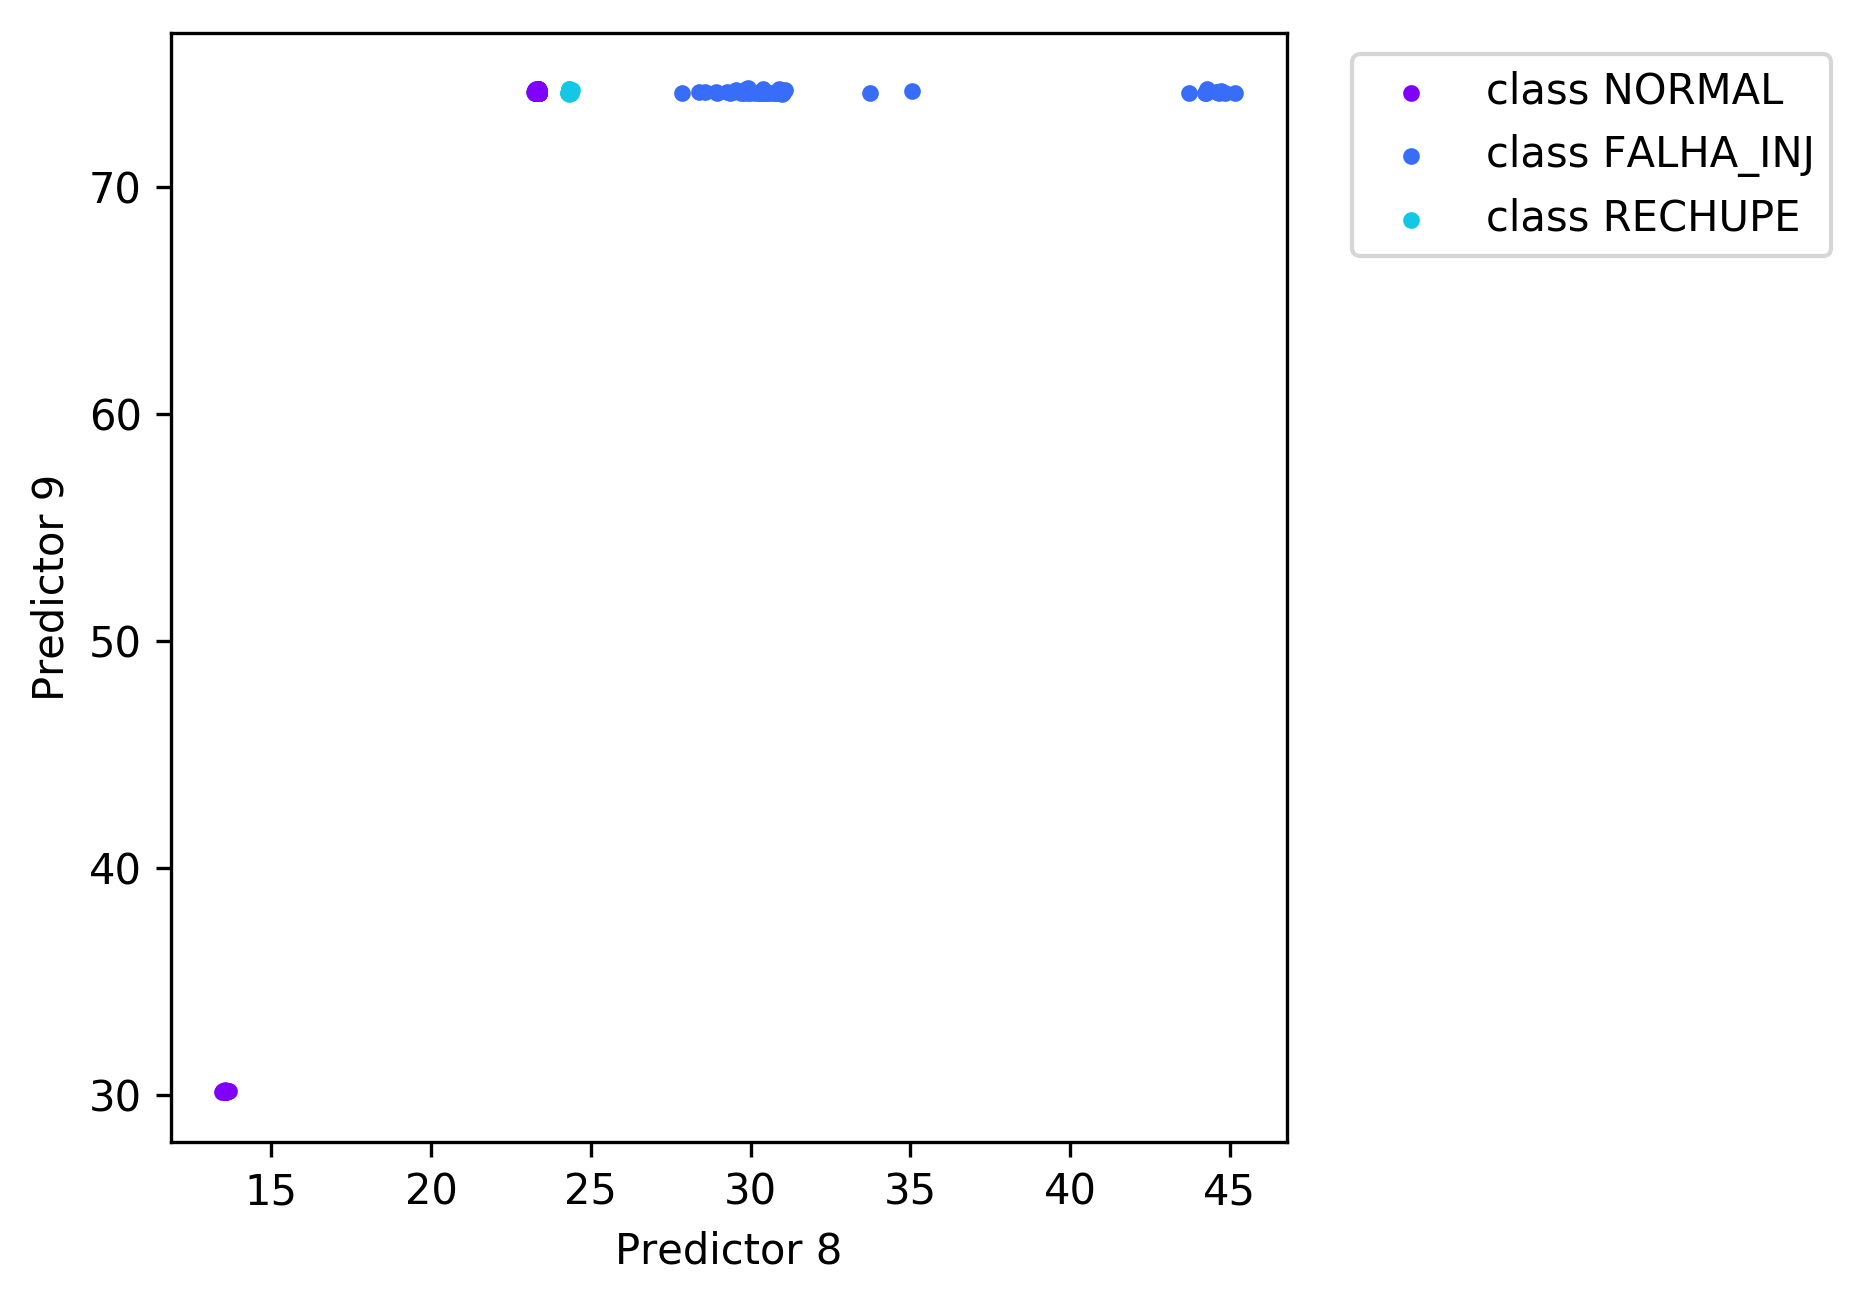 class NORMAL
class FALHA_INJ
class RECHUPE
70
60
50
40
30
Predictor 9
15 20 25 30 35 40 45
Predictor 8